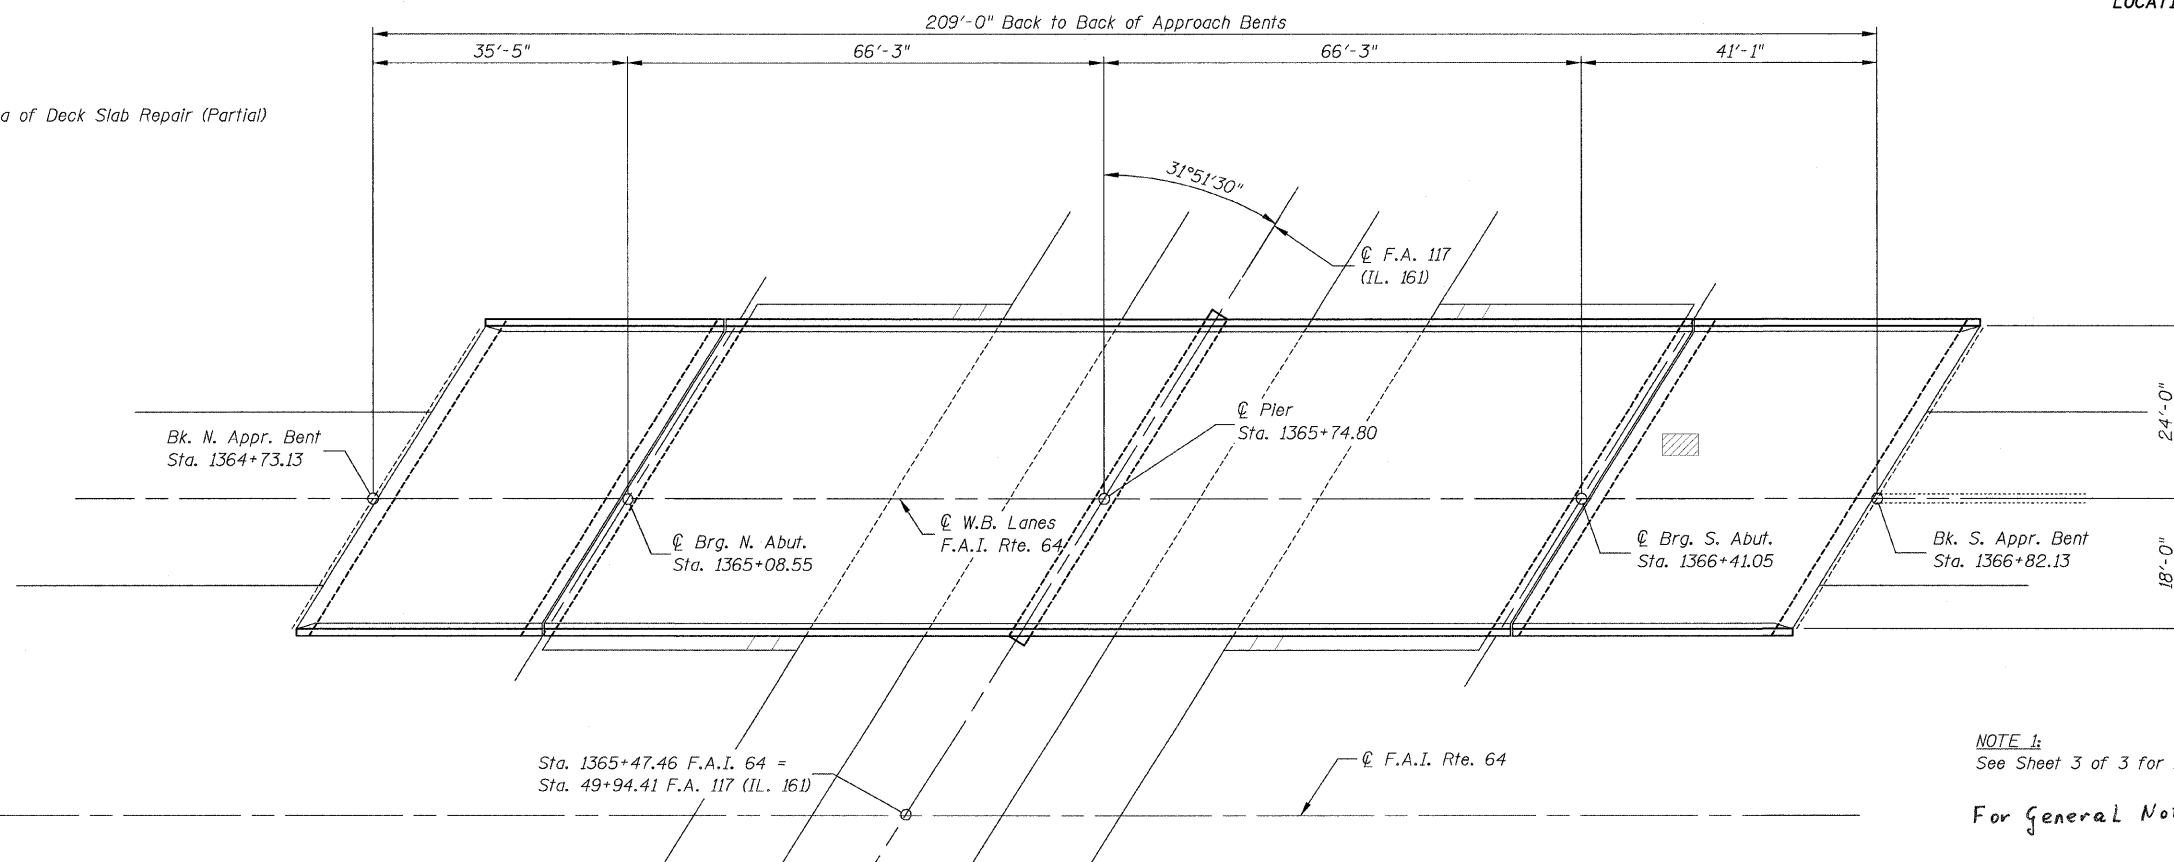 LOCATI
209'-0" Back to Back of Approach Bents
35'-5"
66'-3"
66'-3"
41'-1"
a of Deck Slab Repair (Partial)
31°51'30"
℄ F.A. 117
(IL. 161)
℄ Pier
Sta. 1365+74.80
Bk. N. Appr. Bent
Sta. 1364+73.13
24'-0"
℄ W.B. Lanes
F.A.I. Rte. 64
℄ Brg. N. Abut.
Sta. 1365+08.55
℄ Brg. S. Abut.
Sta. 1366+41.05
Bk. S. Appr. Bent
Sta. 1366+82.13
18'-0"
Sta. 1365+47.46 F.A.I. 64 =
Sta. 49+94.41 F.A. 117 (IL. 161)
℄ F.A.I. Rte. 64
NOTE 1:
See Sheet 3 of 3 for
For General Not